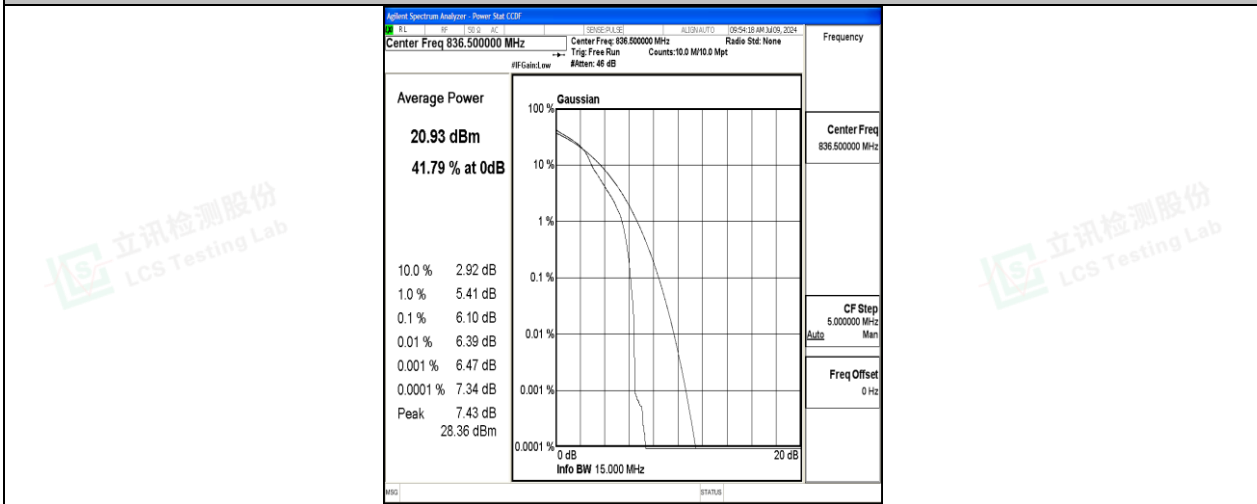 Agilent Spectrum Analyzer - Power Stat CCDF
RL RF 50 Ω AC SENSE:PULSE ALIGN AUTO 09:54:18 AM Jul 09, 2024
Center Freq 836.500000 MHz
Center Freq: 836.500000 MHz Radio Std: None
Trig: Free Run Counts:10.0 M/10.0 Mpt
#IFGain:Low #Atten: 46 dB
Frequency
Average Power
20.93 dBm
41.79 % at 0dB
10.0 % 2.92 dB
1.0 % 5.41 dB
0.1 % 6.10 dB
0.01 % 6.39 dB
0.001 % 6.47 dB
0.0001 % 7.34 dB
Peak 7.43 dB
28.36 dBm
Gaussian
100 %
10 %
1 %
0.1 %
0.01 %
0.001 %
0.0001 %
0 dB 20 dB
Info BW 15.000 MHz
Center Freq
836.500000 MHz
CF Step
5.000000 MHz
Auto Man
Freq Offset
0 Hz
MSG STATUS
立讯检测股份
LCS Testing Lab
立讯检测股份
LCS Testing Lab